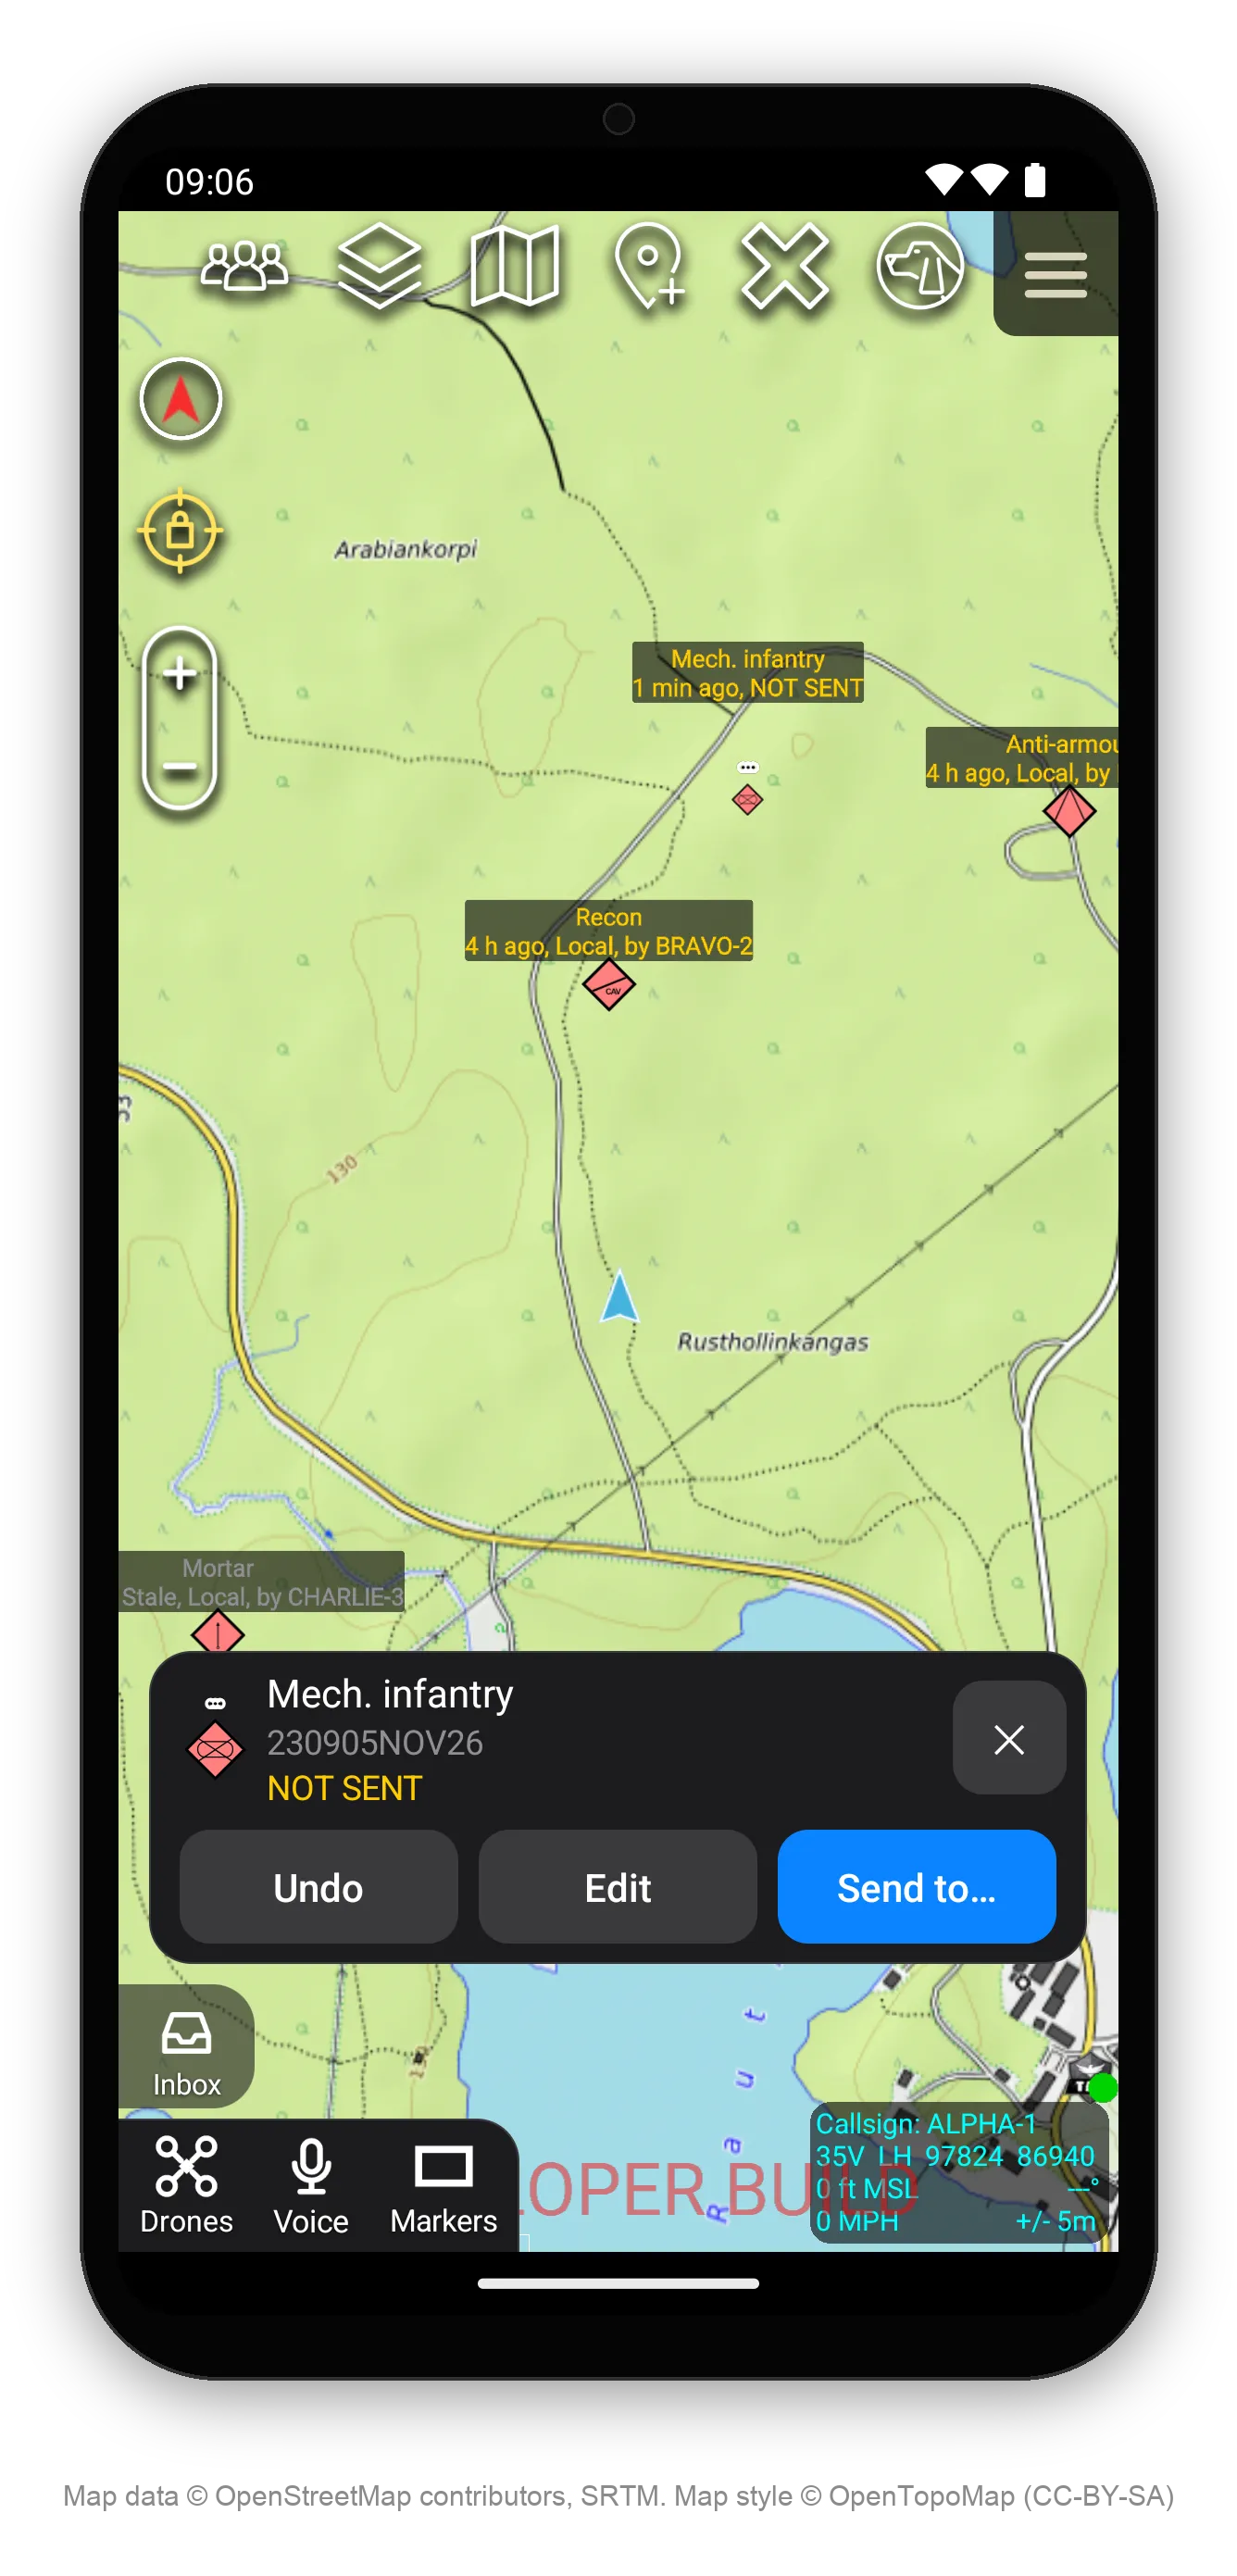 09:06
Arabiankorpi
Mech. infantry
1 min ago, NOT SENT
Anti-armou
4 h ago, Local, by
Recon
4 h ago, Local, by BRAVO-2
CAV
53
130
Rusthollinkangas
Mortar
Stale, Local, by CHARLIE-3
Mech. infantry
230905NOV26
NOT SENT
Undo
Edit
Send to...
Inbox
R a u t
Callsign: ALPHA-1
35V LH 97824 86940
0 ft MSL
---°
0 MPH
+/- 5m
LOPER BUILD
Drones
Voice
Markers
Map data © OpenStreetMap contributors, SRTM. Map style © OpenTopoMap (CC-BY-SA)